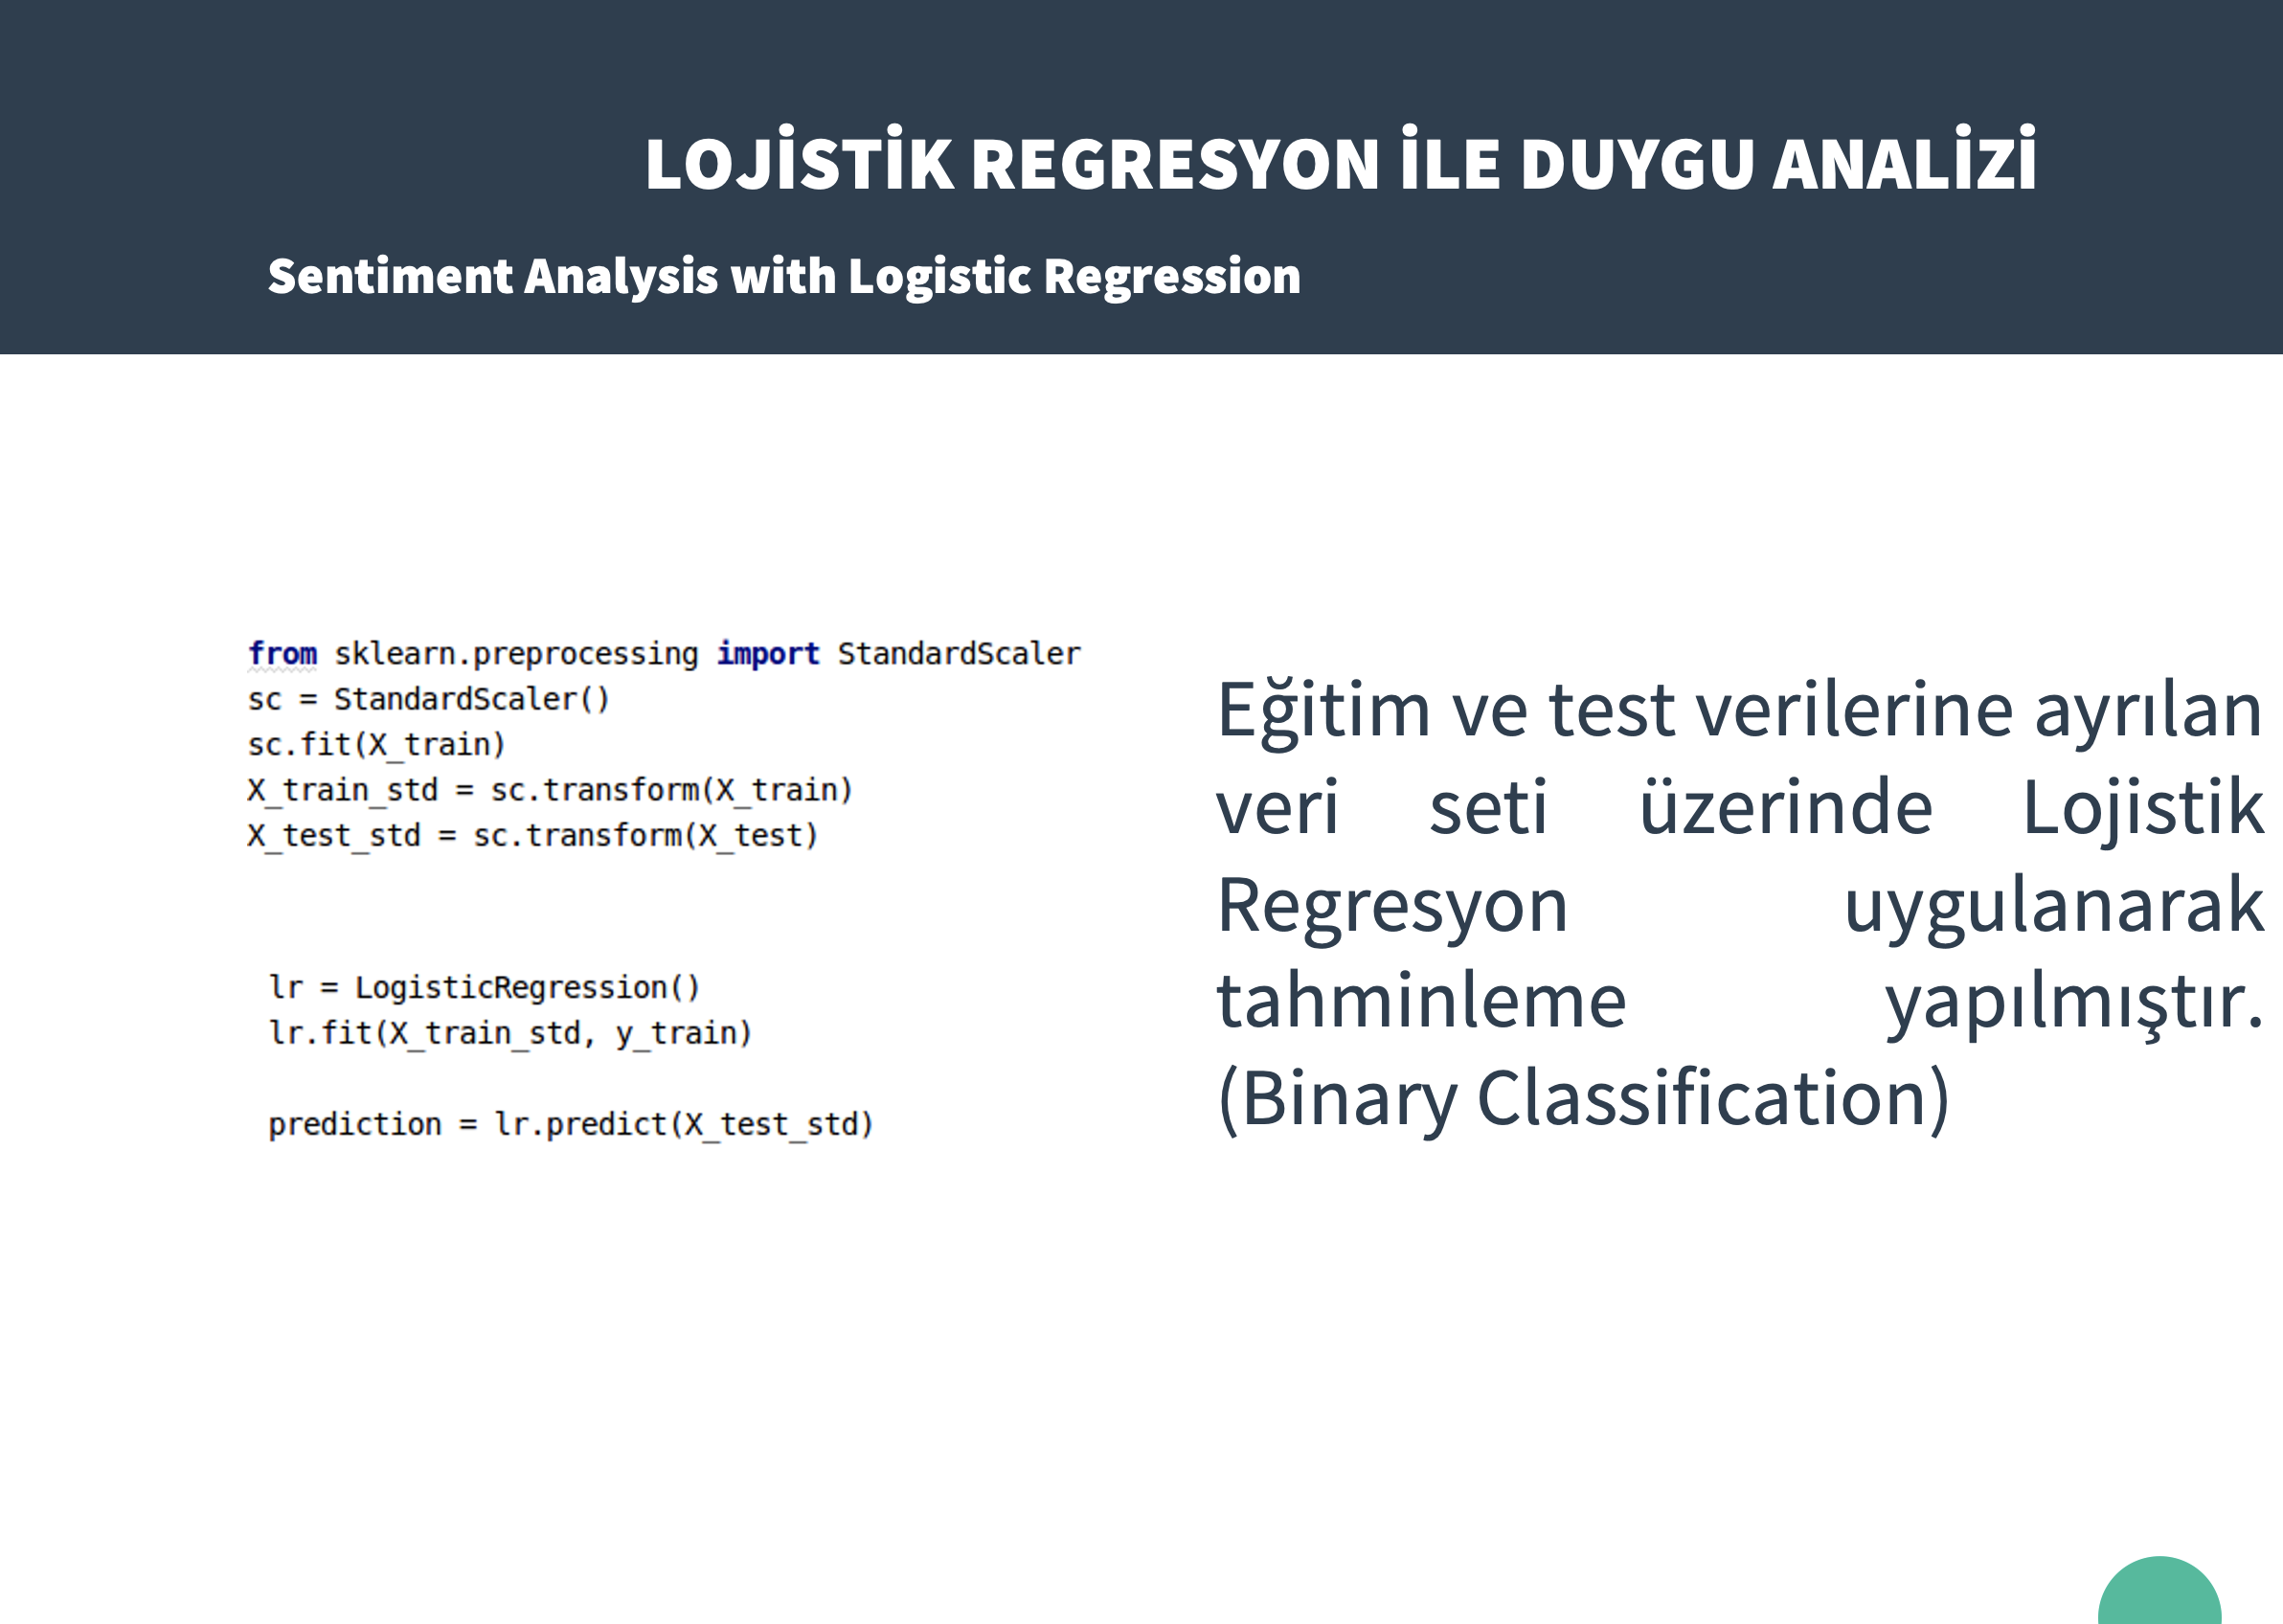 LOJİSTİK REGRESYON İLE DUYGU ANALİZİ
Sentiment Analysis with Logistic Regression
from sklearn.preprocessing import StandardScaler
sc = StandardScaler()
sc.fit(X_train)
X_train_std = sc.transform(X_train)
X_test_std = sc.transform(X_test)
lr = LogisticRegression()
lr.fit(X_train_std, y_train)
prediction = lr.predict(X_test_std)
Eğitim ve test verilerine ayrılan
veri seti üzerinde Lojistik
Regresyon uygulanarak
tahminleme yapılmıştır.
(Binary Classification)